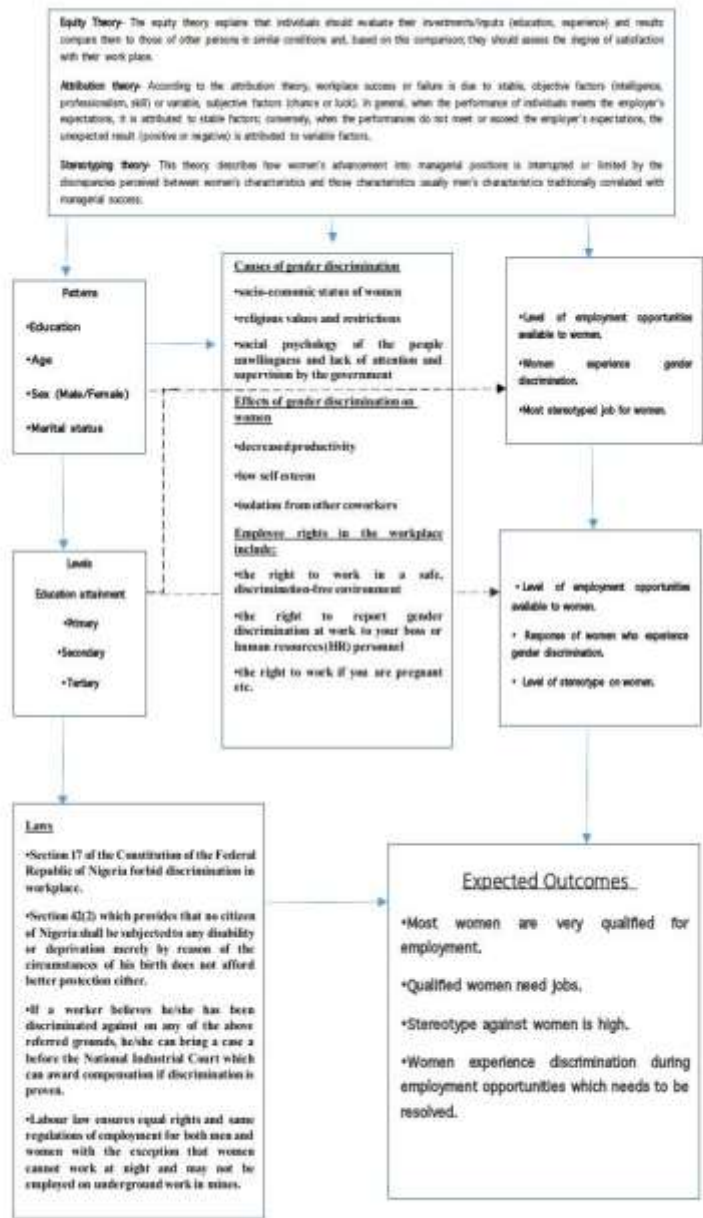 Equity Theory- The equity theory explains that individuals should evaluate their investments/inputs (education, experience) and results
compare them to those of other persons in similar conditions and, based on this comparison; they should assess the degree of satisfaction
with their work place.
Attribution theory- According to the attribution theory, workplace success or failure is due to stable, objective factors (intelligence,
professionalism, skill) or variable, subjective factors (chance or luck). In general, when the performance of individuals meets the employer's
expectations, it is attributed to stable factors; conversely, when the performances do not meet or exceed the employer's expectations, the
unexpected result (positive or negative) is attributed to variable factors.
Stereotyping theory- This theory describes how women's advancement into managerial positions is interrupted or limited by the
discrepancies perceived between women's characteristics and those characteristics usually men's characteristics traditionally correlated with
managerial success.
Patterns
•Education
•Age
•Sex (Male/Female)
•Marital status
Causes of gender discrimination
•socio-economic status of women
•religious values and restrictions
•social psychology of the people
unwillingness and lack of attention and
supervision by the government
Effects of gender discrimination on
women
•decreased productivity
•low self esteem
•isolation from other coworkers
Employee rights in the workplace
include:
•the right to work in a safe,
discrimination-free environment
•the right to report gender
discrimination at work to your boss or
human resources(HR) personnel
•the right to work if you are pregnant
etc.
•Level of employment opportunities
available to women.
•Women experience gender
discrimination.
•Most stereotyped job for women.
Levels
Education attainment
•Primary
•Secondary
•Tertiary
•Level of employment opportunities
available to women.
• Response of women who experience
gender discrimination.
• Level of stereotype on women.
Laws
•Section 17 of the Constitution of the Federal
Republic of Nigeria forbid discrimination in
workplace.
•Section 42(2) which provides that no citizen
of Nigeria shall be subjected to any disability
or deprivation merely by reason of the
circumstances of his birth does not afford
better protection either.
•If a worker believes he/she has been
discriminated against on any of the above
referred grounds, he/she can bring a case a
before the National Industrial Court which
can award compensation if discrimination is
proven.
•Labour law ensures equal rights and same
regulations of employment for both men and
women with the exception that women
cannot work at night and may not be
employed on underground work in mines.
Expected Outcomes
•Most women are very qualified for
employment.
•Qualified women need jobs.
•Stereotype against women is high.
•Women experience discrimination during
employment opportunities which needs to be
resolved.